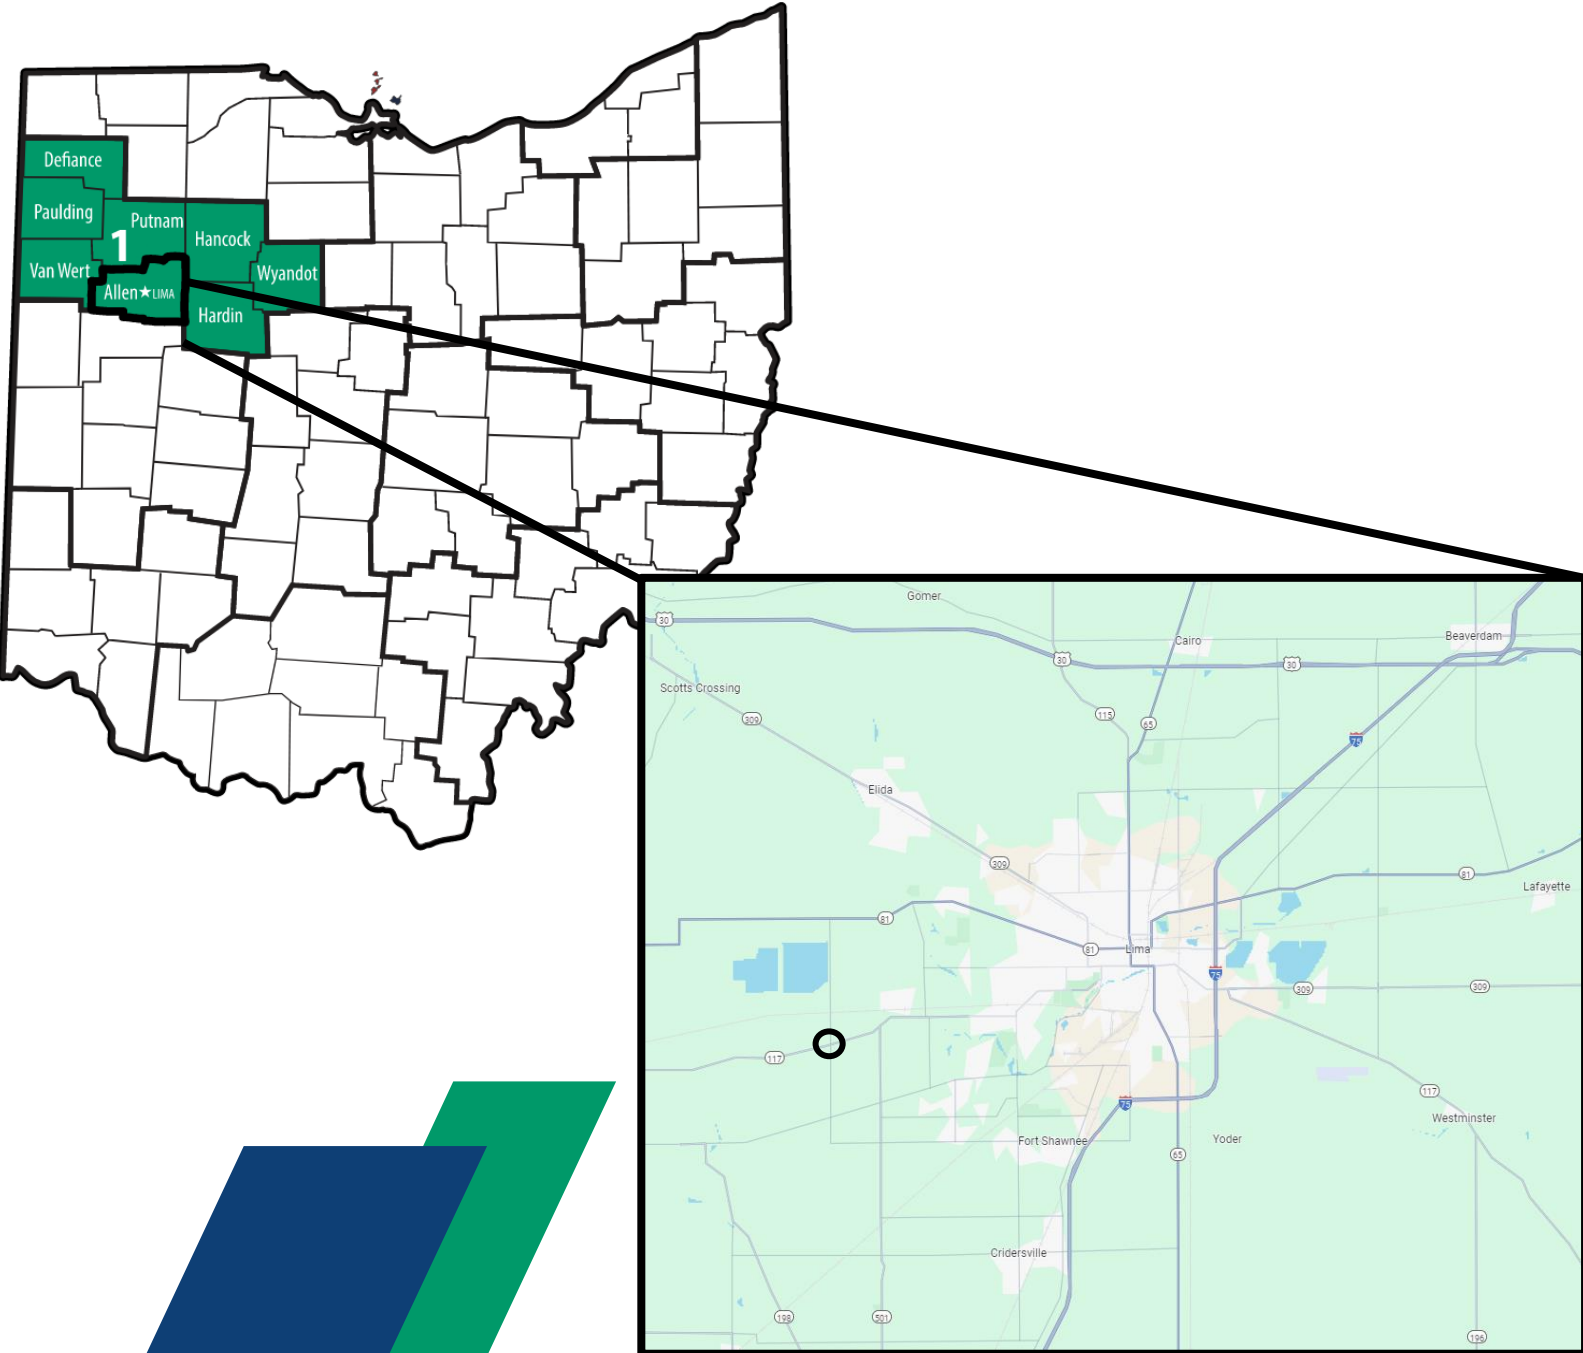 Defiance
Paulding
Putnam
1
Hancock
Van Wert
Wyandot
Allen★LIMA
Hardin
Gomer
30
Cairo
Beaverdam
30
30
Scotts Crossing
309
115
65
75
Elida
309
81
Lafayette
81
81
Lima
75
309
309
117
117
75
Westminster
Fort Shawnee
Yoder
65
Cridersville
198
501
196